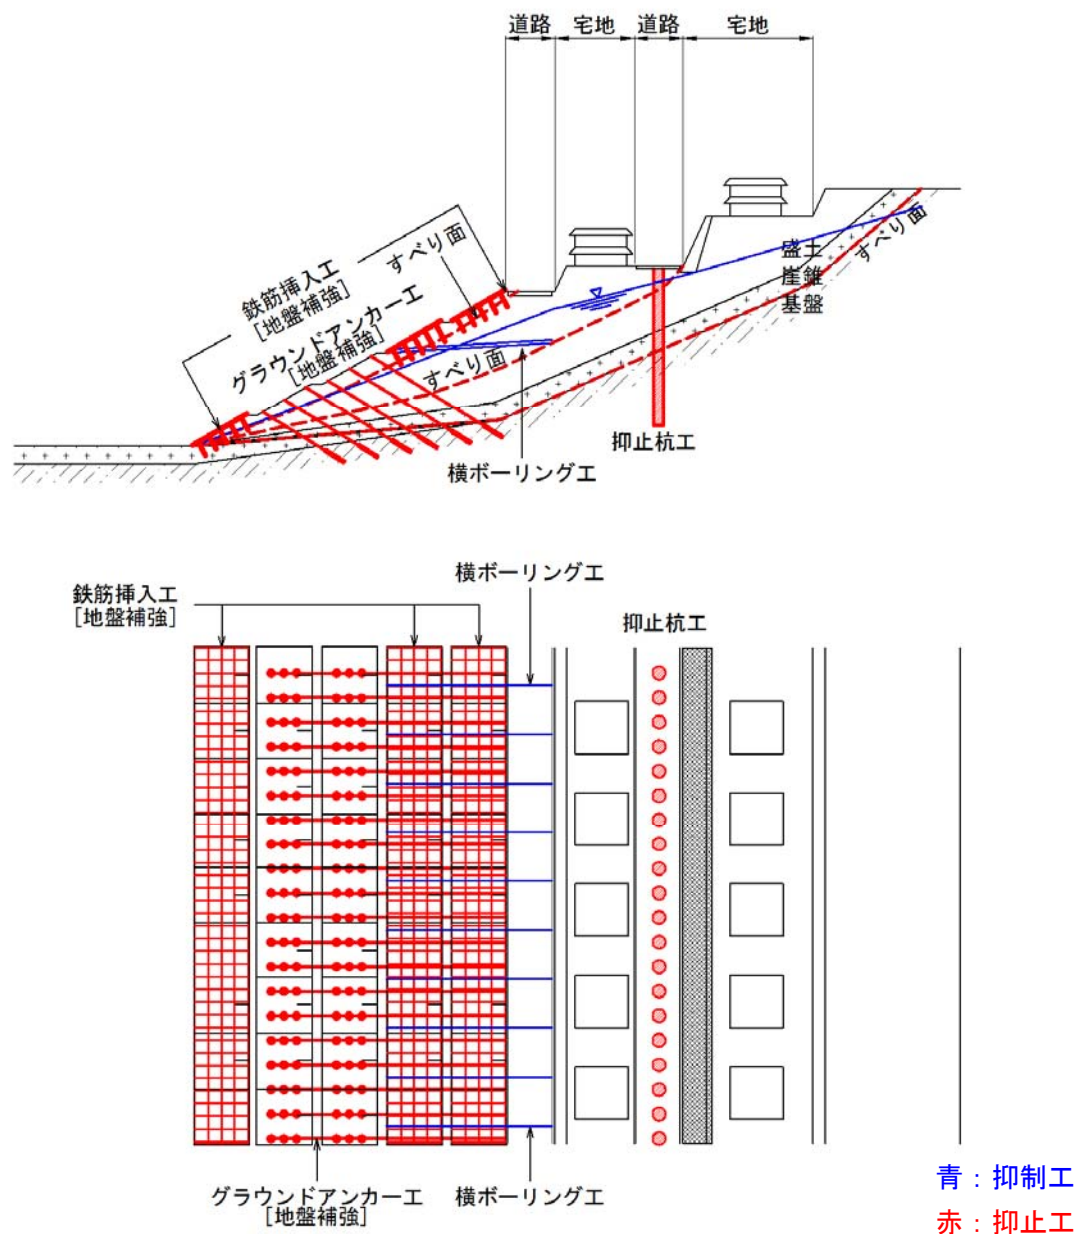 道路
宅地
道路
宅地
すべり面
鉄筋挿入工
[地盤補強]
グラウンドアンカー工
[地盤補強]
すべり面
盛土
崖錐
基盤
すべり面
抑止杭工
横ボーリング工
横ボーリング工
鉄筋挿入工
[地盤補強]
抑止杭工
グラウンドアンカー工
[地盤補強]
横ボーリング工
青：抑制工
赤：抑止工